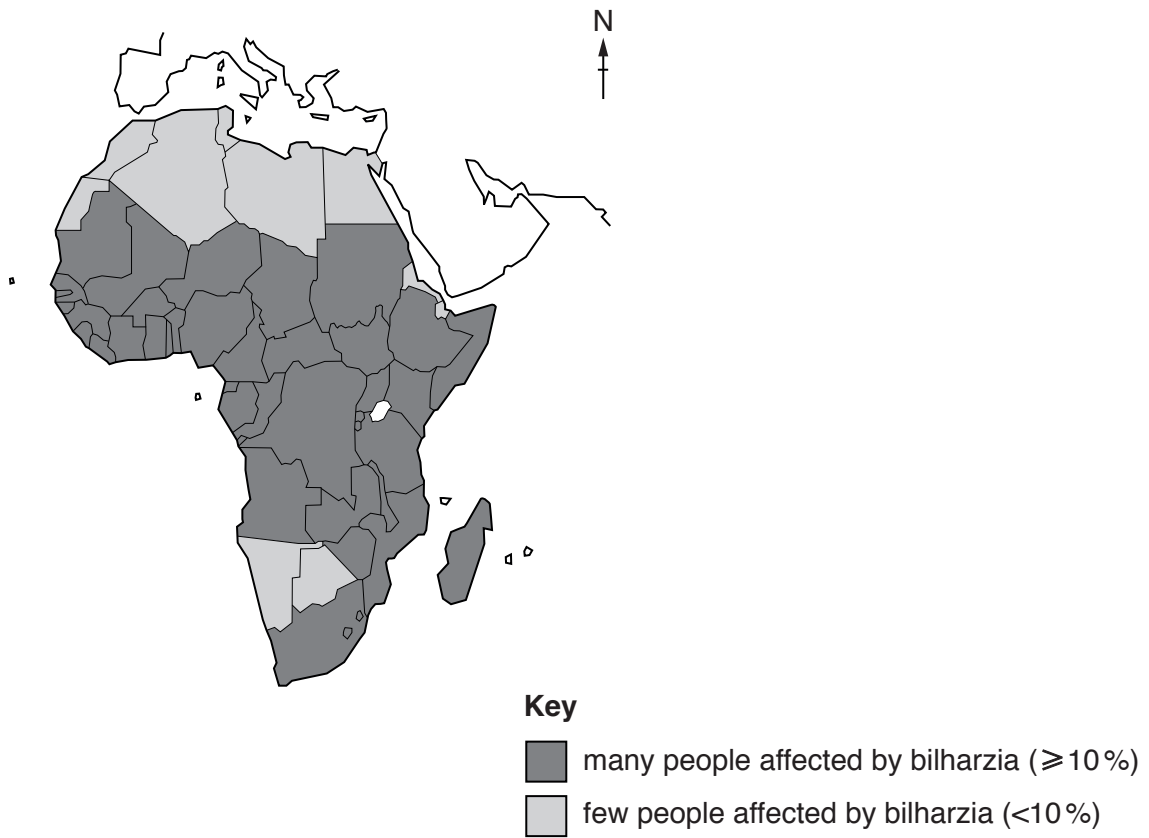 N
Key
many people affected by bilharzia (⩾10%)
few people affected by bilharzia (<10%)